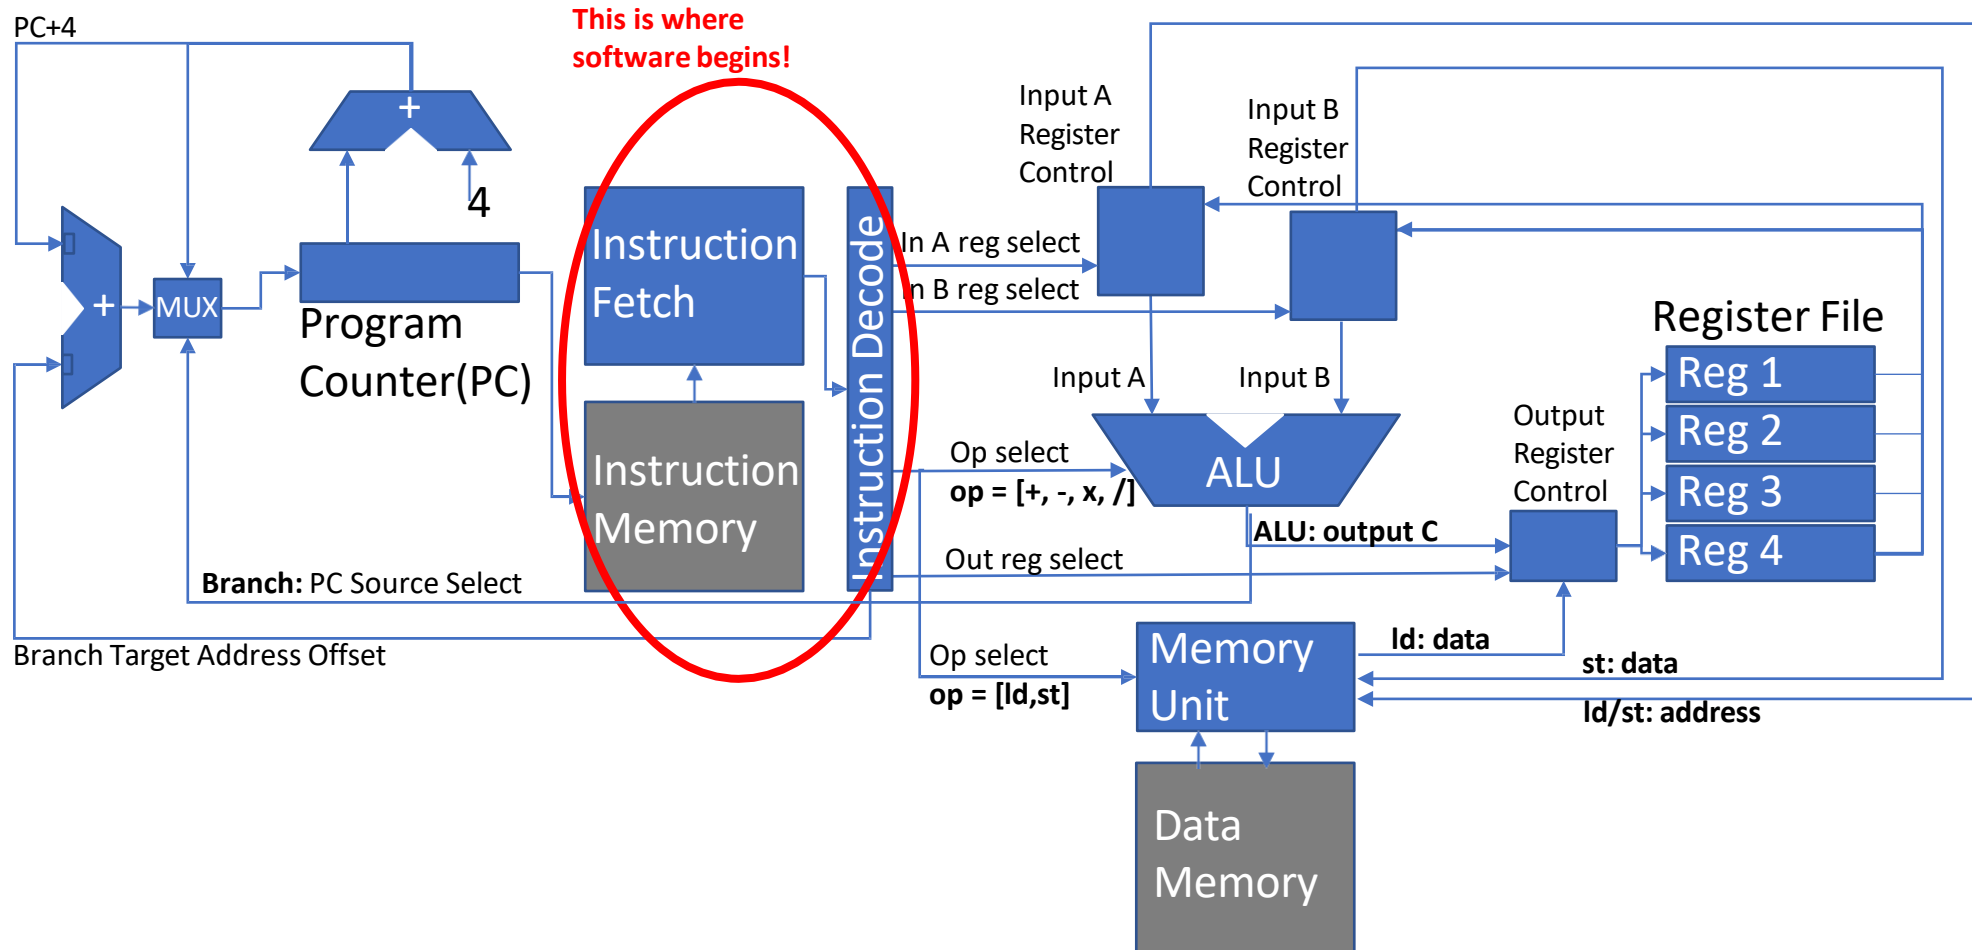 PC+4
This is where
software begins!
+
4
+
MUX
Program
Counter(PC)
Instruction
Fetch
Instruction
Memory
Instruction Decode
Input A
Register
Control
Input B
Register
Control
In A reg select
In B reg select
Input A
Input B
Op select
op = [+, -, x, /]
ALU
ALU: output C
Out reg select
Output
Register
Control
Register File
Reg 1
Reg 2
Reg 3
Reg 4
Branch: PC Source Select
Branch Target Address Offset
Op select
op = [ld,st]
Memory
Unit
ld: data
st: data
ld/st: address
Data
Memory